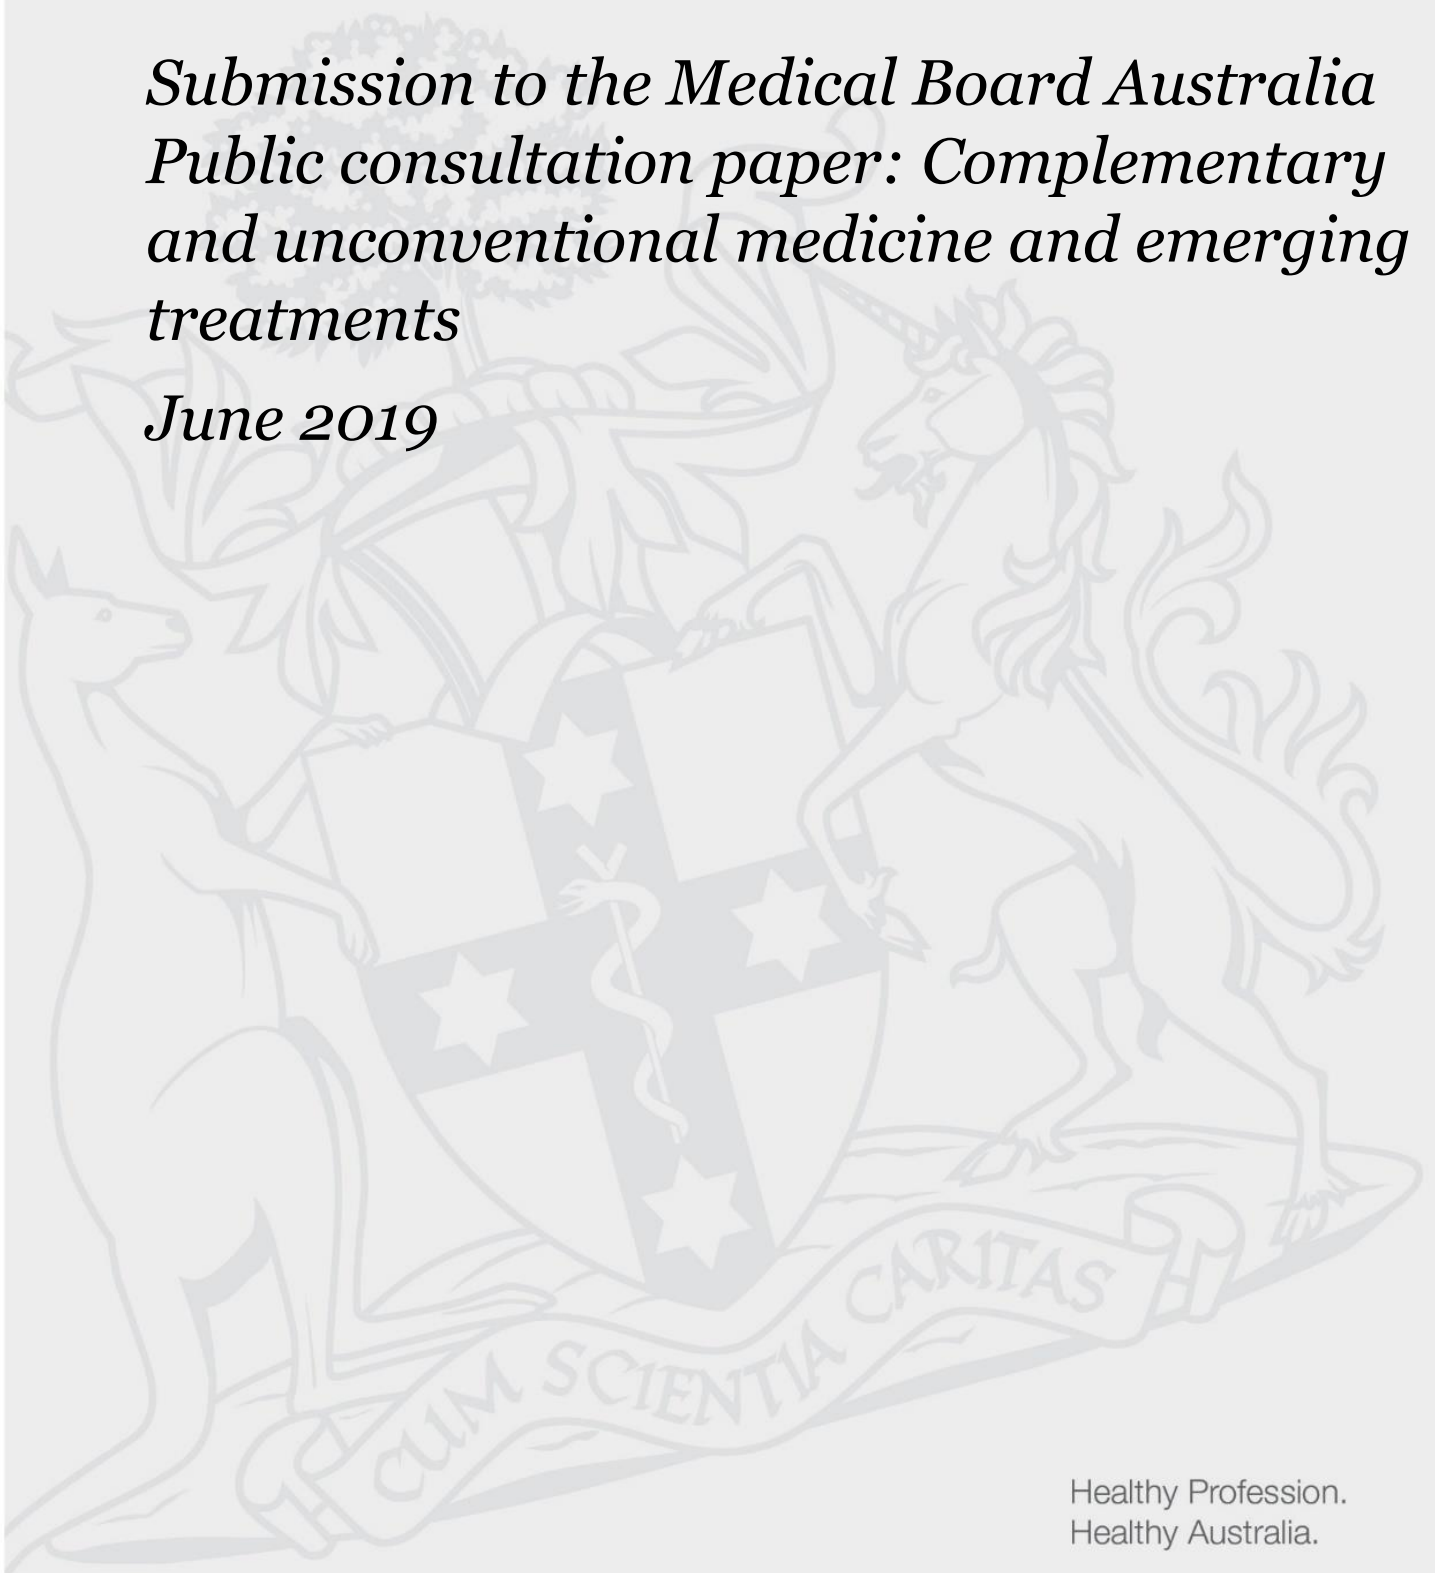 Submission to the Medical Board Australia
Public consultation paper: Complementary
and unconventional medicine and emerging
treatments
June 2019
CUM SCIENTIA CARITAS
Healthy Profession.
Healthy Australia.